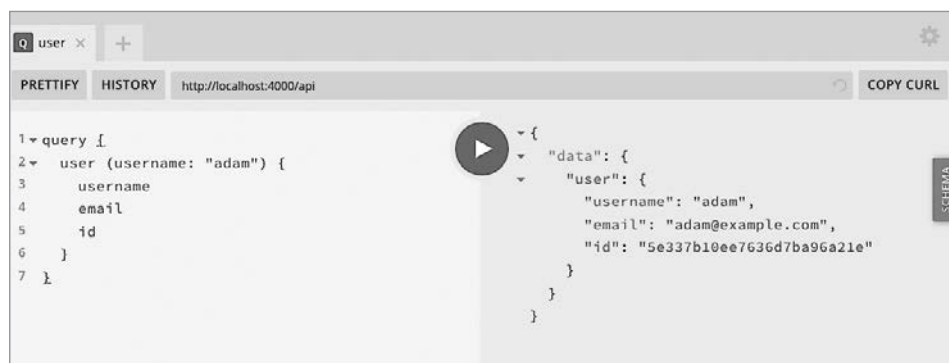 Q user ×
+
PRETTIFY HISTORY http://localhost:4000/api COPY CURL
1 query {
2 user (username: "adam") {
3 username
4 email
5 id
6 }
7 }
{
"data": {
"user": {
"username": "adam",
"email": "adam@example.com",
"id": "5e337b10ee7636d7ba96a21e"
}
}
}
SCHEMA